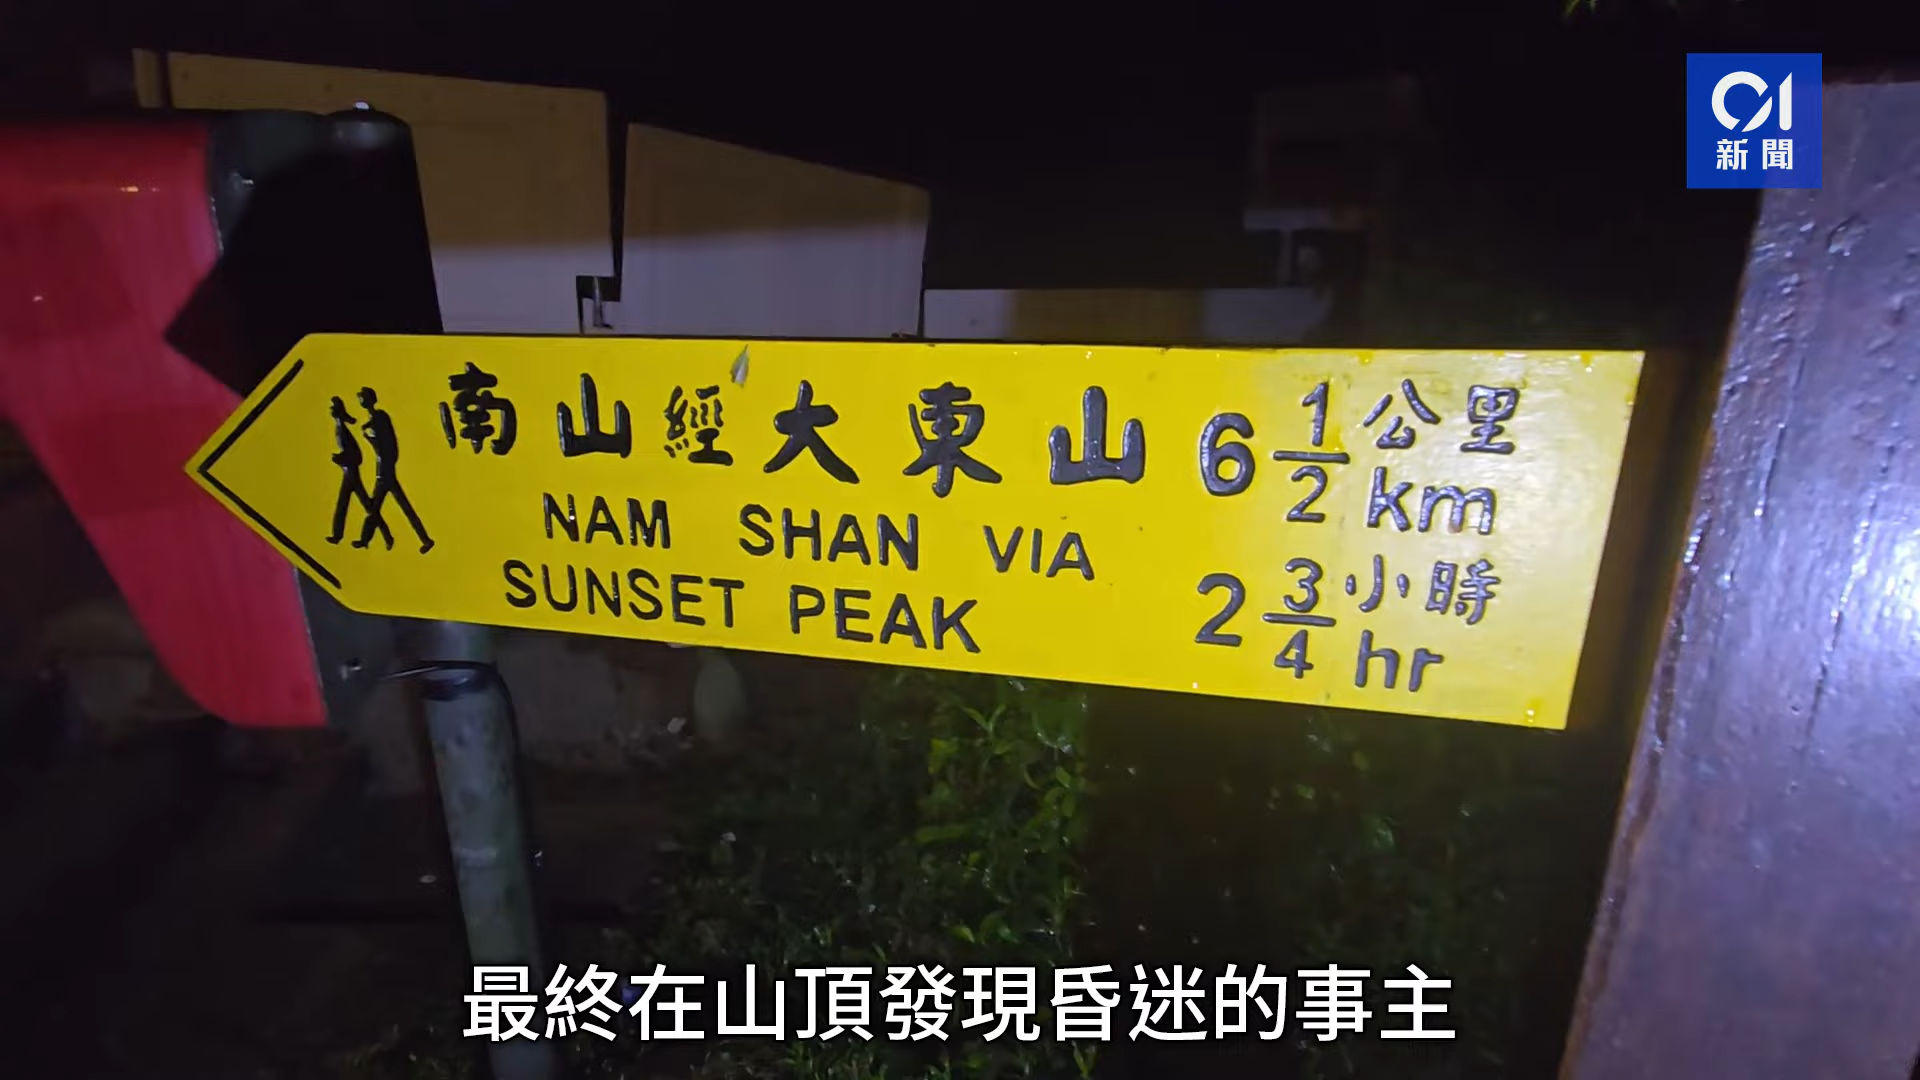 01
新聞
南山經大東山 6 1/2 公里
km
NAM SHAN VIA
SUNSET PEAK
2 3/4 小時
hr
最終在山頂發現昏迷的事主